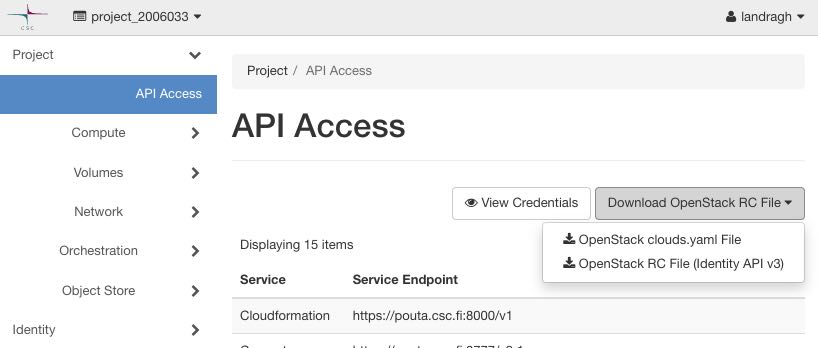 CSC
project_2006033
landragh
Project
API Access
Compute
Volumes
Network
Orchestration
Object Store
Identity
Project / API Access
API Access
View Credentials
Download OpenStack RC File
OpenStack clouds.yaml File
OpenStack RC File (Identity API v3)
Displaying 15 items
Service Service Endpoint
Cloudformation https://pouta.csc.fi:8000/v1